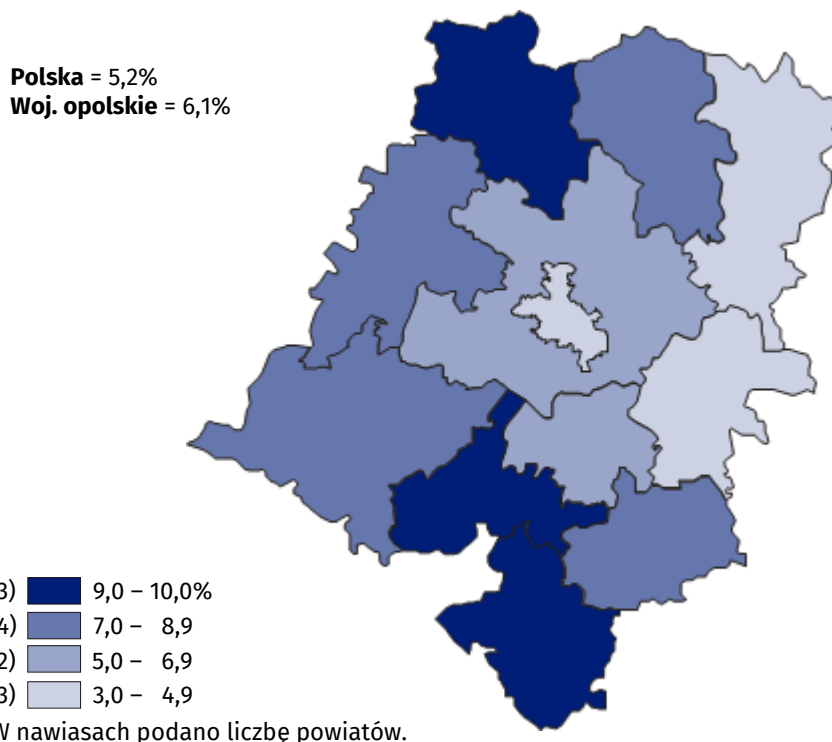 Polska = 5,2%
Woj. opolskie = 6,1%
3) 9,0 – 10,0%
4) 7,0 – 8,9
2) 5,0 – 6,9
3) 3,0 – 4,9
W nawiasach podano liczbę powiatów.